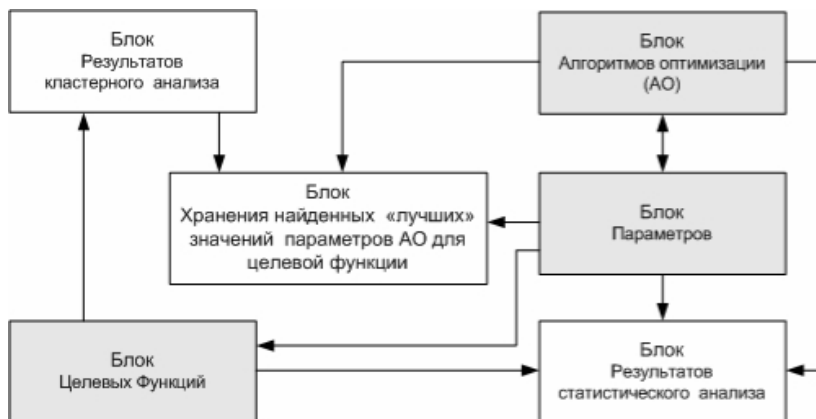 Блок
Результатов
кластерного анализа
Блок
Алгоритмов оптимизации
(АО)
Блок
Хранения найденных «лучших»
значений параметров АО для
целевой функции
Блок
Параметров
Блок
Целевых Функций
Блок
Результатов
статистического анализа